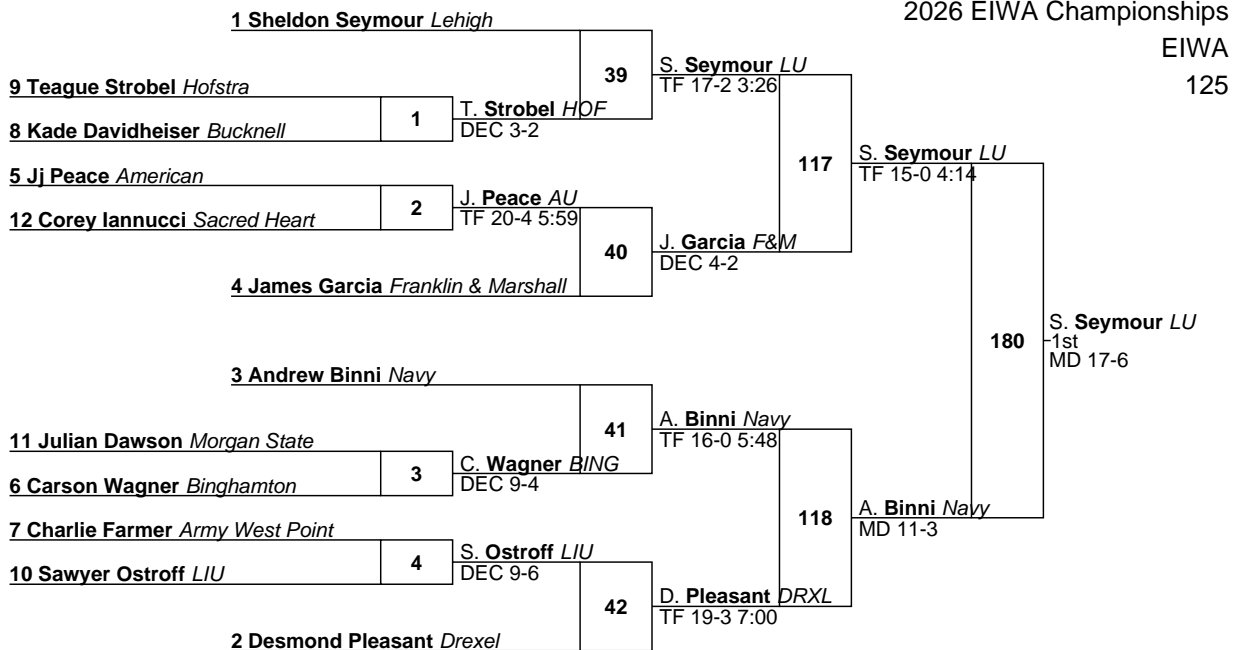 2026 EIWA Championships
EIWA
125
1 Sheldon Seymour Lehigh
39
S. Seymour LU
TF 17-2 3:26
9 Teague Strobel Hofstra
1
T. Strobel HOF
DEC 3-2
8 Kade Davidheiser Bucknell
117
S. Seymour LU
TF 15-0 4:14
5 Jj Peace American
2
J. Peace AU
TF 20-4 5:59
12 Corey Iannucci Sacred Heart
40
J. Garcia F&M
DEC 4-2
4 James Garcia Franklin & Marshall
180
S. Seymour LU
1st
MD 17-6
3 Andrew Binni Navy
41
A. Binni Navy
TF 16-0 5:48
11 Julian Dawson Morgan State
3
C. Wagner BING
DEC 9-4
6 Carson Wagner Binghamton
118
A. Binni Navy
MD 11-3
7 Charlie Farmer Army West Point
4
S. Ostroff LIU
DEC 9-6
10 Sawyer Ostroff LIU
42
D. Pleasant DRXL
TF 19-3 7:00
2 Desmond Pleasant Drexel